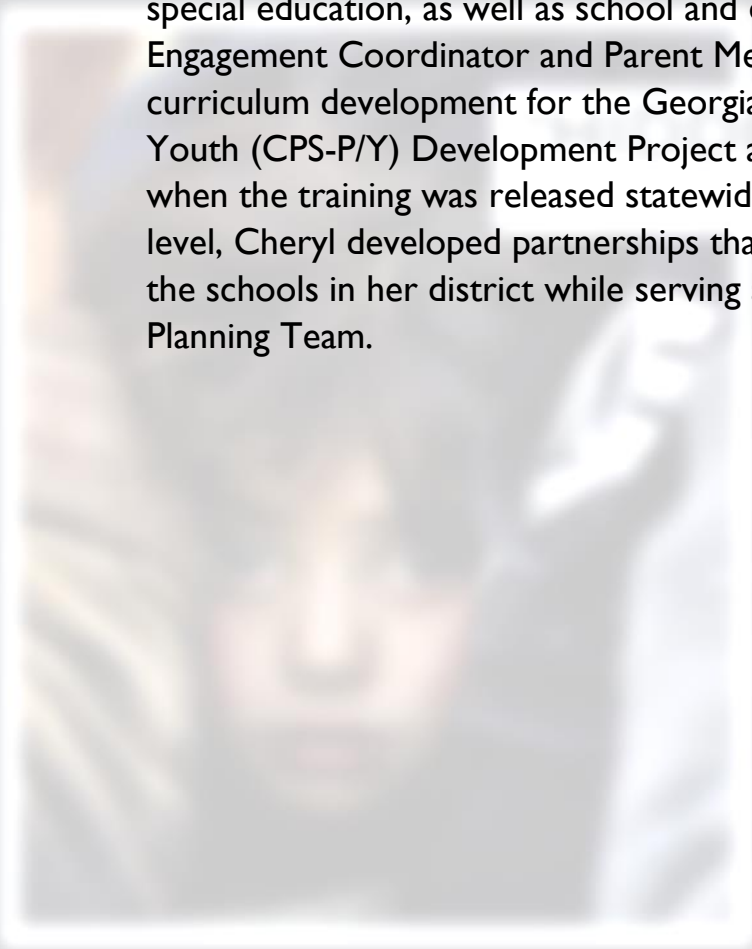 special education, as well as school and
Engagement Coordinator and Parent
curriculum development for the
Youth (CPS-P/Y) Development Project
when the training was released
level, Cheryl developed partnerships
the schools in her district while serving
Planning Team.